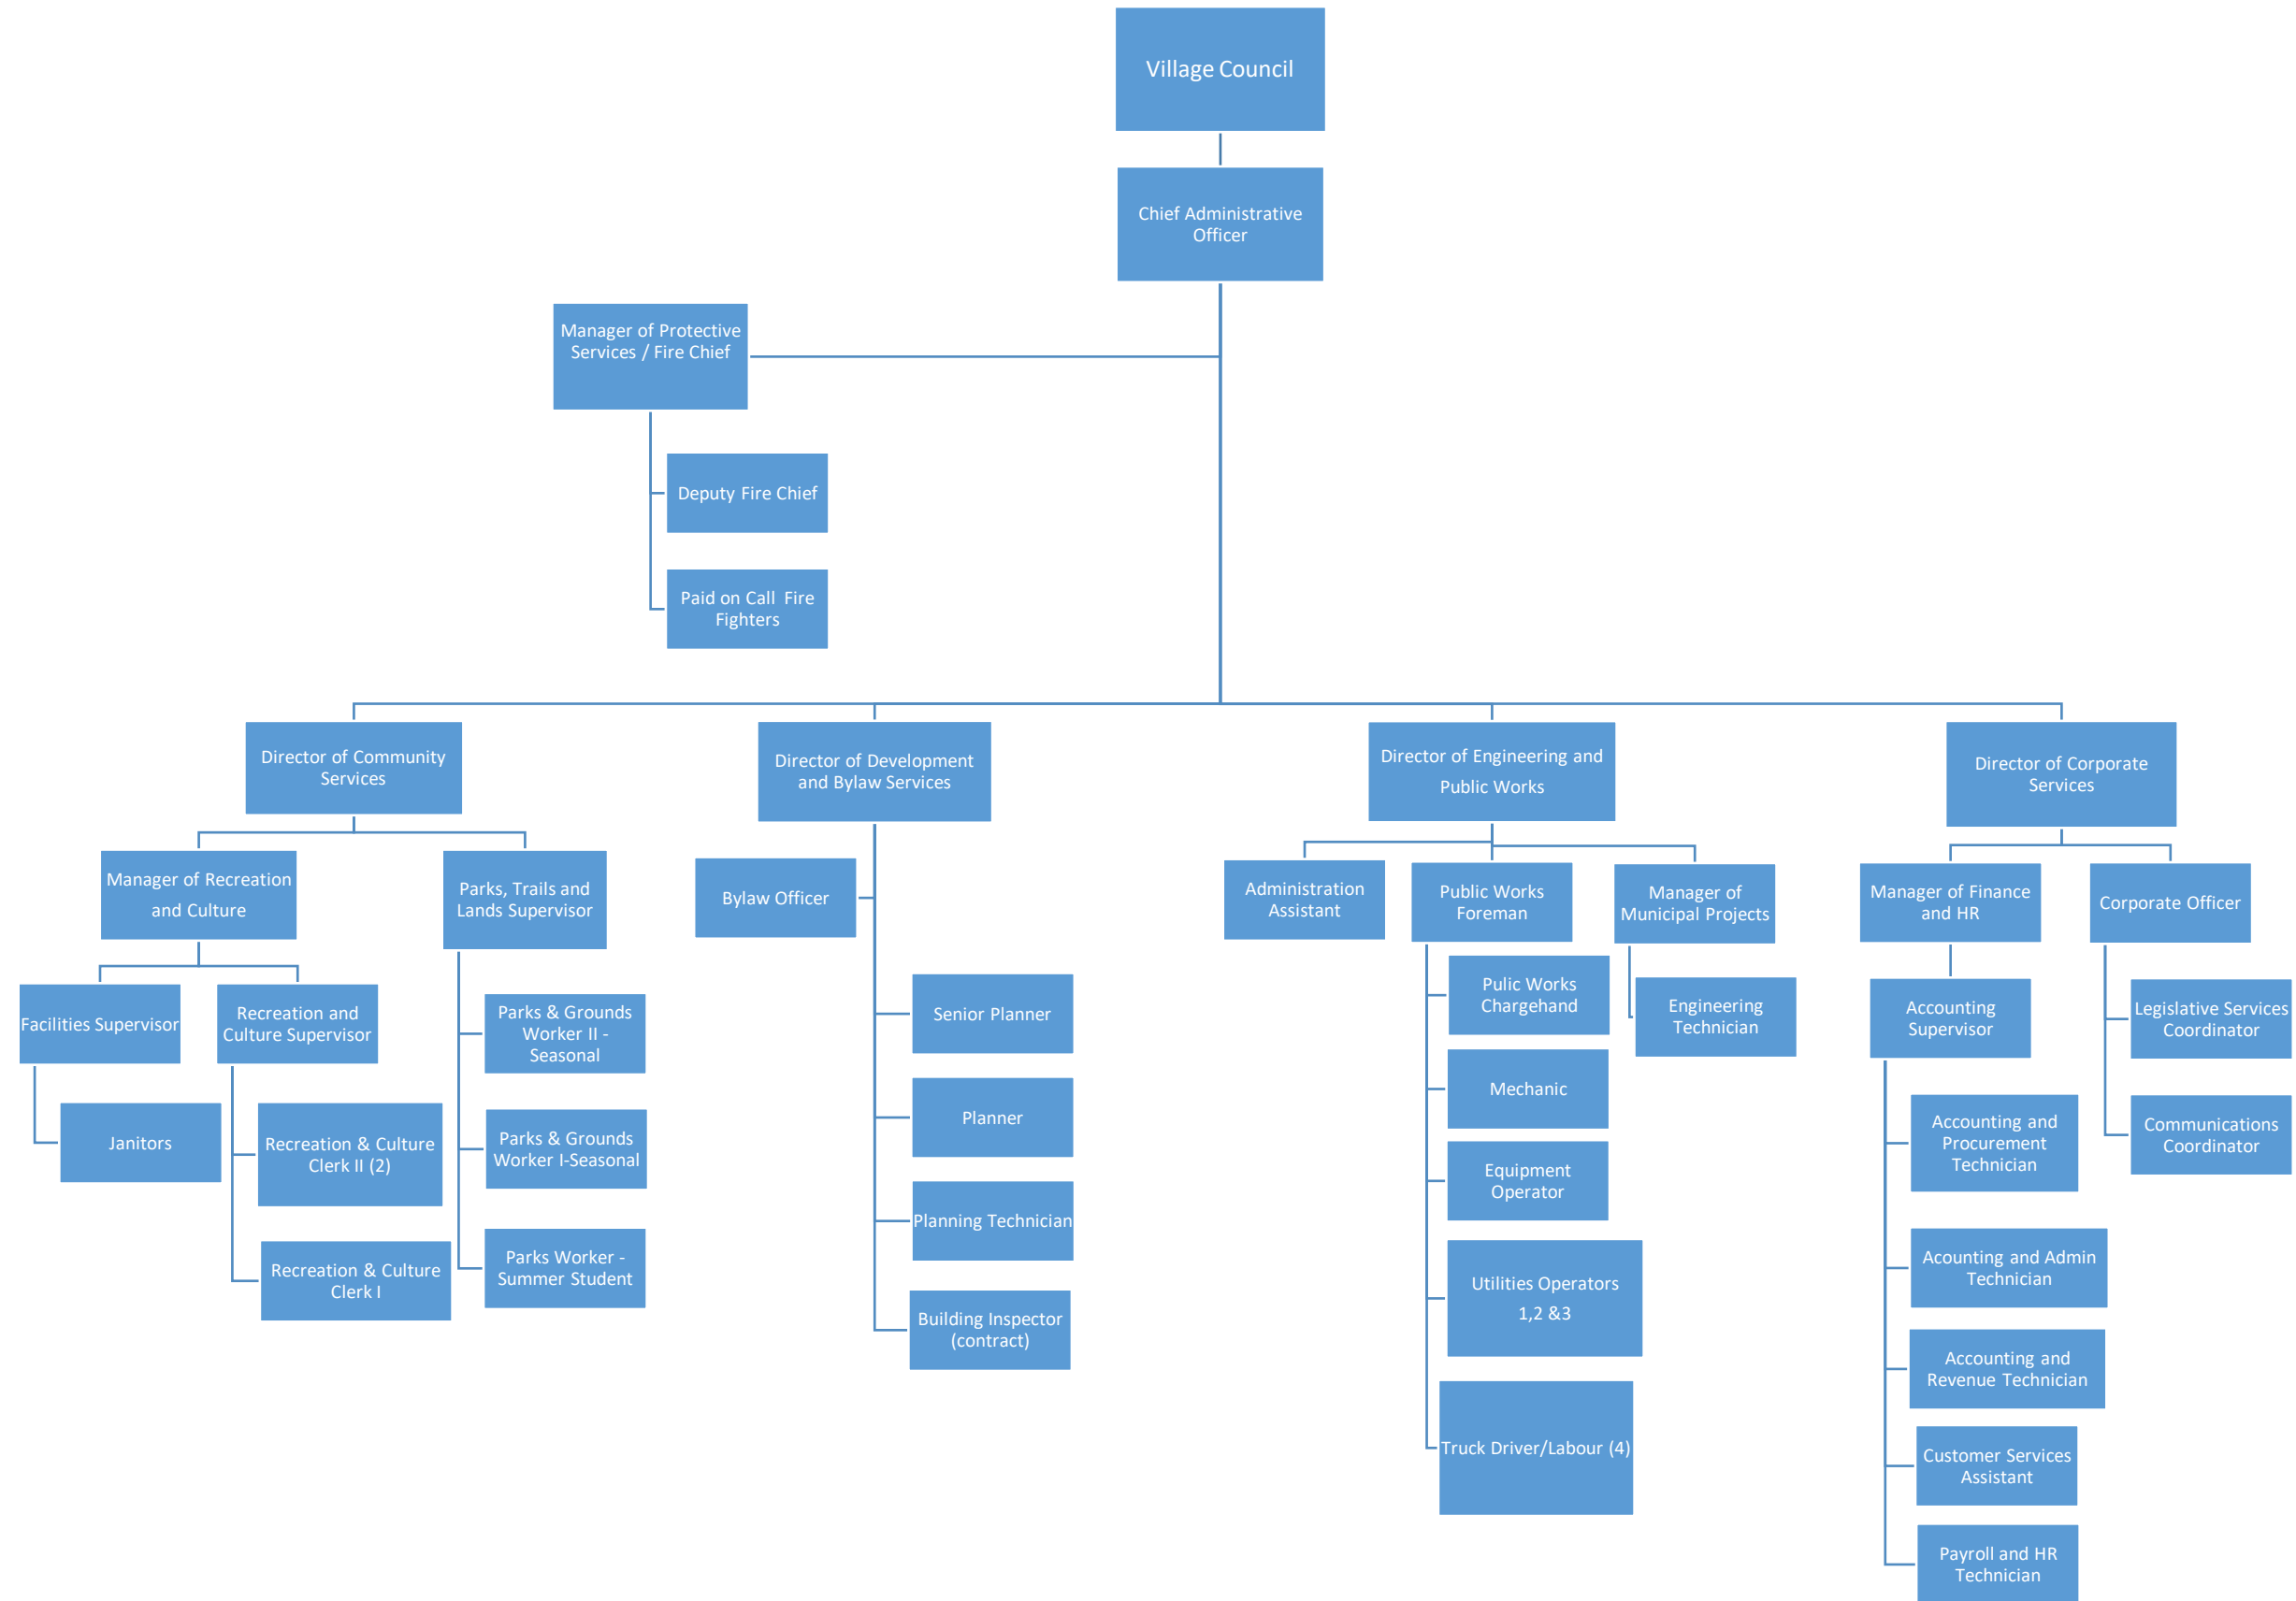 Village Council
Chief Administrative
Officer
Manager of Protective
Services / Fire Chief
Deputy Fire Chief
Paid on Call Fire
Fighters
Director of Community
Services
Manager of Recreation
and Culture
Facilities Supervisor
Janitors
Recreation and
Culture Supervisor
Recreation & Culture
Clerk II (2)
Recreation & Culture
Clerk I
Parks, Trails and
Lands Supervisor
Parks & Grounds
Worker II -
Seasonal
Parks & Grounds
Worker I-Seasonal
Parks Worker -
Summer Student
Director of Development
and Bylaw Services
Bylaw Officer
Senior Planner
Planner
Planning Technician
Building Inspector
(contract)
Director of Engineering and
Public Works
Administration
Assistant
Public Works
Foreman
Pulic Works
Chargehand
Mechanic
Equipment
Operator
Utilities Operators
1,2 &3
Truck Driver/Labour (4)
Manager of
Municipal Projects
Engineering
Technician
Director of Corporate
Services
Manager of Finance
and HR
Accounting
Supervisor
Accounting and
Procurement
Technician
Acounting and Admin
Technician
Accounting and
Revenue Technician
Customer Services
Assistant
Payroll and HR
Technician
Corporate Officer
Legislative Services
Coordinator
Communications
Coordinator